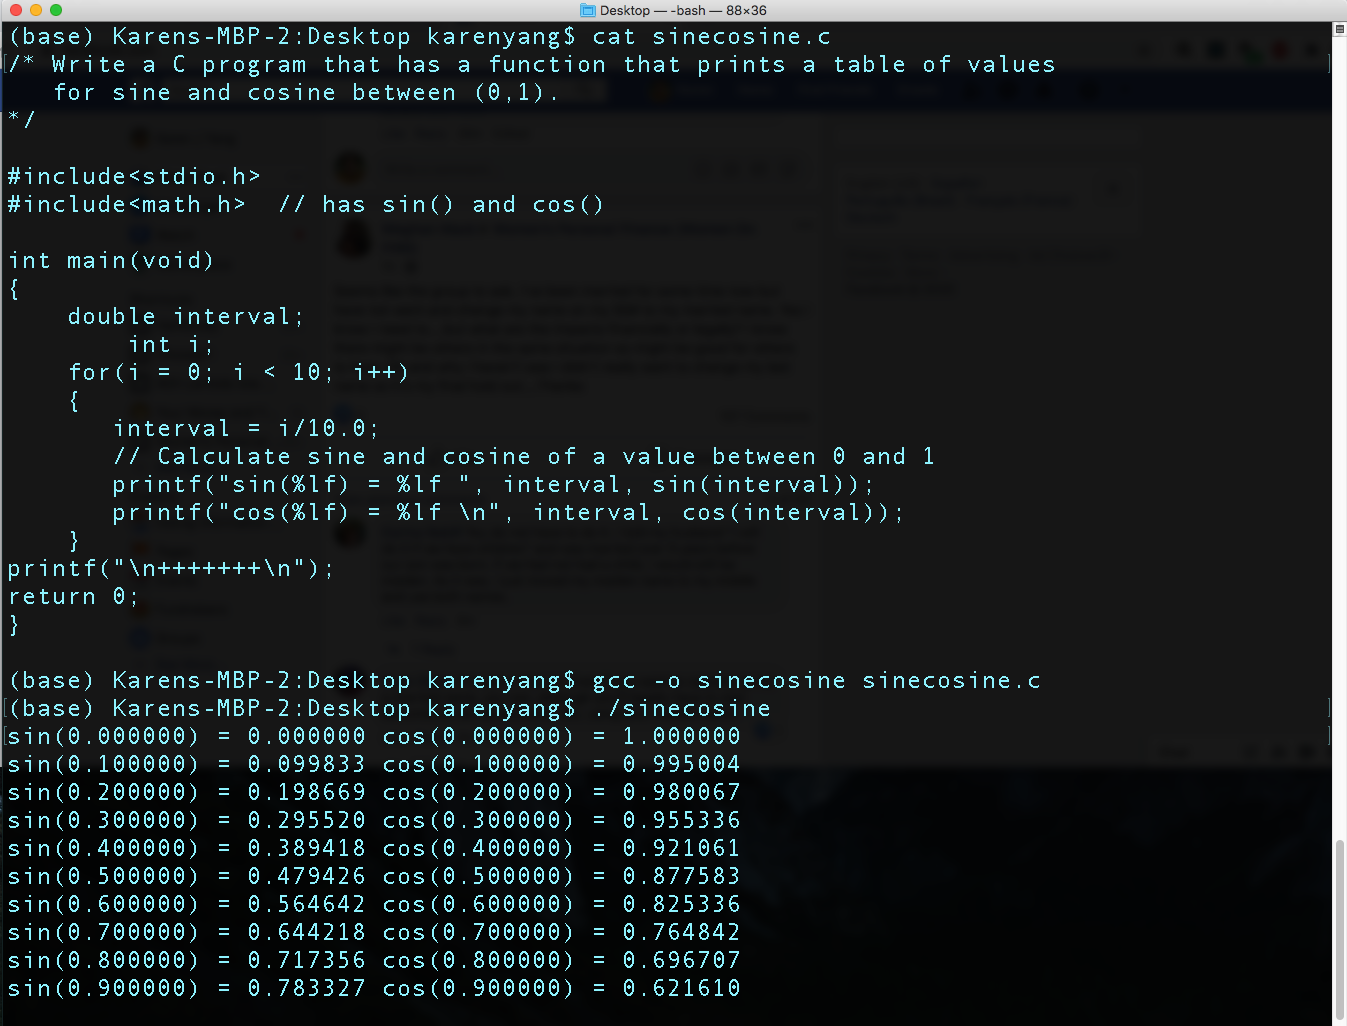 Desktop — -bash — 88×36
(base) Karens-MBP-2:Desktop karenyang$ cat sinecosine.c
/* Write a C program that has a function that prints a table of values
   for sine and cosine between (0,1).
*/

#include<stdio.h>
#include<math.h>  // has sin() and cos()

int main(void)
{
    double interval;
        int i;
    for(i = 0; i < 10; i++)
    {
       interval = i/10.0;
       // Calculate sine and cosine of a value between 0 and 1
       printf("sin(%lf) = %lf ", interval, sin(interval));
       printf("cos(%lf) = %lf \n", interval, cos(interval));
    }
printf("\n+++++++\n");
return 0;
}

(base) Karens-MBP-2:Desktop karenyang$ gcc -o sinecosine sinecosine.c
(base) Karens-MBP-2:Desktop karenyang$ ./sinecosine
sin(0.000000) = 0.000000 cos(0.000000) = 1.000000
sin(0.100000) = 0.099833 cos(0.100000) = 0.995004
sin(0.200000) = 0.198669 cos(0.200000) = 0.980067
sin(0.300000) = 0.295520 cos(0.300000) = 0.955336
sin(0.400000) = 0.389418 cos(0.400000) = 0.921061
sin(0.500000) = 0.479426 cos(0.500000) = 0.877583
sin(0.600000) = 0.564642 cos(0.600000) = 0.825336
sin(0.700000) = 0.644218 cos(0.700000) = 0.764842
sin(0.800000) = 0.717356 cos(0.800000) = 0.696707
sin(0.900000) = 0.783327 cos(0.900000) = 0.621610